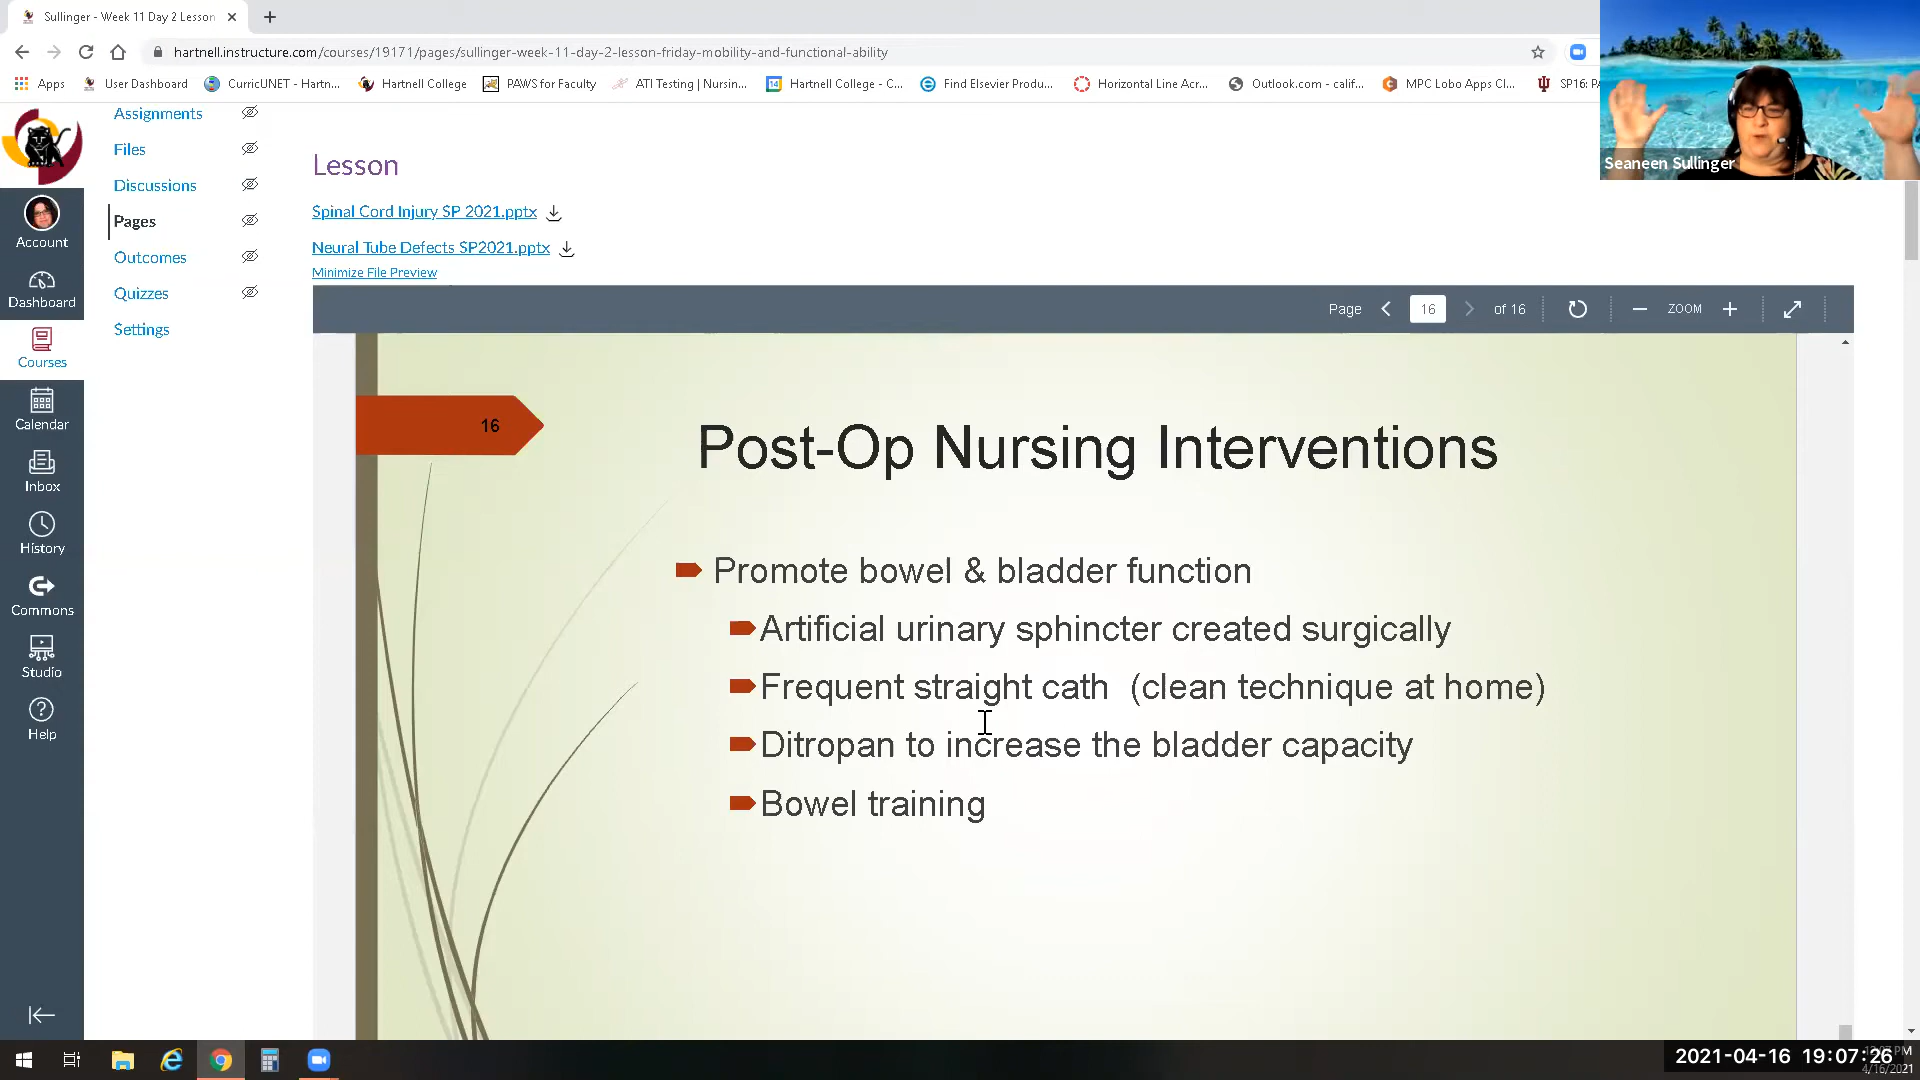 Sullinger - Week 11 Day 2 Lesson
hartnell.instructure.com/courses/19171/pages/sullinger-week-11-day-2-lesson-friday-mobility-and-functional-ability
Apps
User Dashboard
CurricUNET - Hartn...
Hartnell College
PAWS for Faculty
ATI Testing | Nursin...
14
Hartnell College - C...
Find Elsevier Produ...
Horizontal Line Acr...
Outlook.com - calif...
MPC Lobo Apps Cl...
Seaneen Sullinger
Account
Dashboard
Courses
Calendar
Inbox
History
Commons
Studio
Help
Assignments
Files
Discussions
Pages
Outcomes
Quizzes
Settings
Lesson
Spinal Cord Injury SP 2021.pptx
Neural Tube Defects SP2021.pptx
Minimize File Preview
Page 16 of 16 ZOOM
16
Post-Op Nursing Interventions
Promote bowel & bladder function
Artificial urinary sphincter created surgically
Frequent straight cath (clean technique at home)
Ditropan to increase the bladder capacity
Bowel training
2021-04-16 19:07:26
4/16/2021